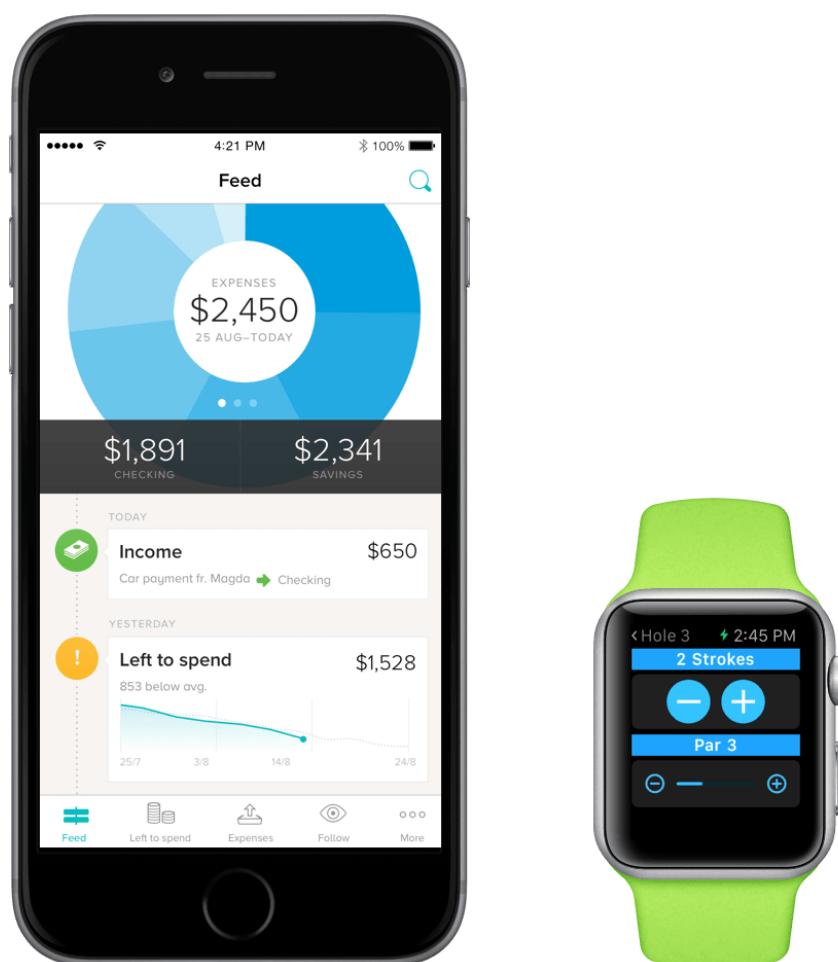 4:21 PM 100%
Feed
EXPENSES
$2,450
25 AUG–TODAY
$1,891 $2,341
CHECKING SAVINGS
TODAY
Income $650
Car payment fr. Magda Checking
YESTERDAY
Left to spend $1,528
853 below avg.
25/7 3/8 14/8 24/8
Feed Left to spend Expenses Follow More
<Hole 3 2:45 PM
2 Strokes
Par 3